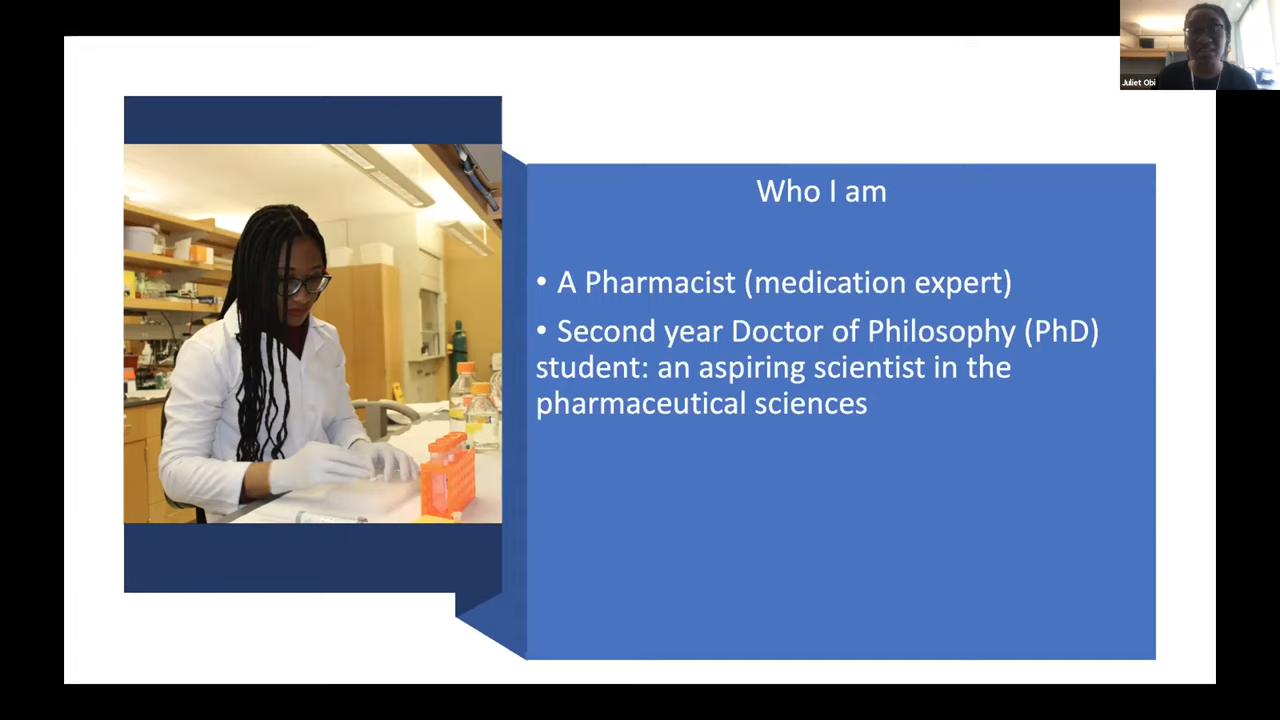 Juliet Obi
Who I am
• A Pharmacist (medication expert)
• Second year Doctor of Philosophy (PhD)
student: an aspiring scientist in the
pharmaceutical sciences